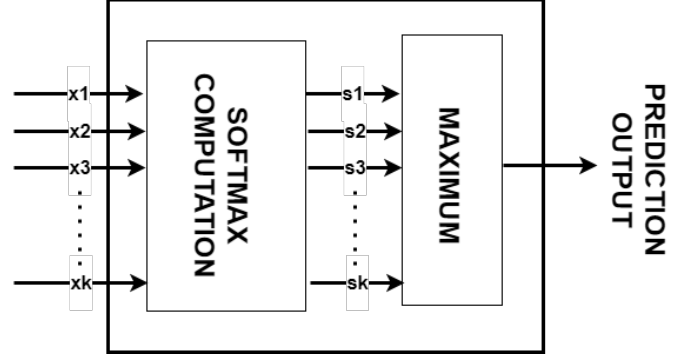 x1
x2
x3
xk
SOFTMAX
COMPUTATION
s1
s2
s3
sk
MAXIMUM
PREDICTION
OUTPUT